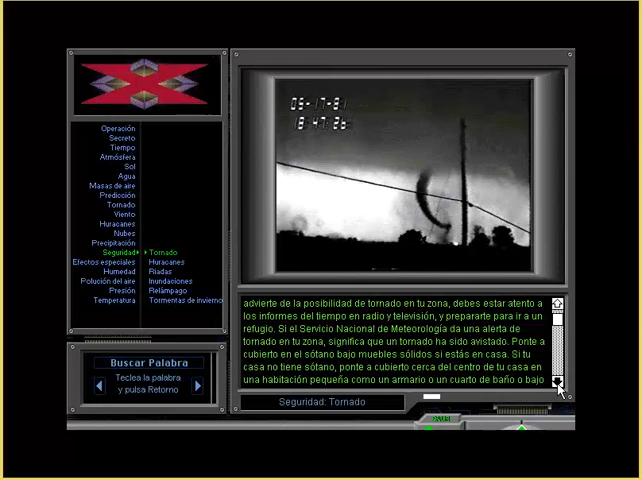 05-17-81
18:47:26
Operación
Secreto
Tiempo
Atmósfera
Sol
Agua
Masas de aire
Predicción
Tornado
Viento
Huracanes
Nubes
Precipitación
Seguridad
Efectos especiales
Humedad
Polución del aire
Presión
Temperatura
Tornado
Huracanes
Riadas
Inundaciones
Relámpago
Tormentas de invierno
advierte de la posibilidad de tornado en tu zona, debes estar atento a
los informes del tiempo en radio y televisión, y prepararte para ir a un
refugio. Si el Servicio Nacional de Meteorología da una alerta de
tornado en tu zona, significa que un tornado ha sido avistado. Ponte a
cubierto en el sótano bajo muebles sólidos si estás en casa. Si tu
casa no tiene sótano, ponte a cubierto cerca del centro de tu casa en
una habitación pequeña como un armario o un cuarto de baño o bajo
Buscar Palabra
Teclea la palabra
y pulsa Retorno
Seguridad: Tornado